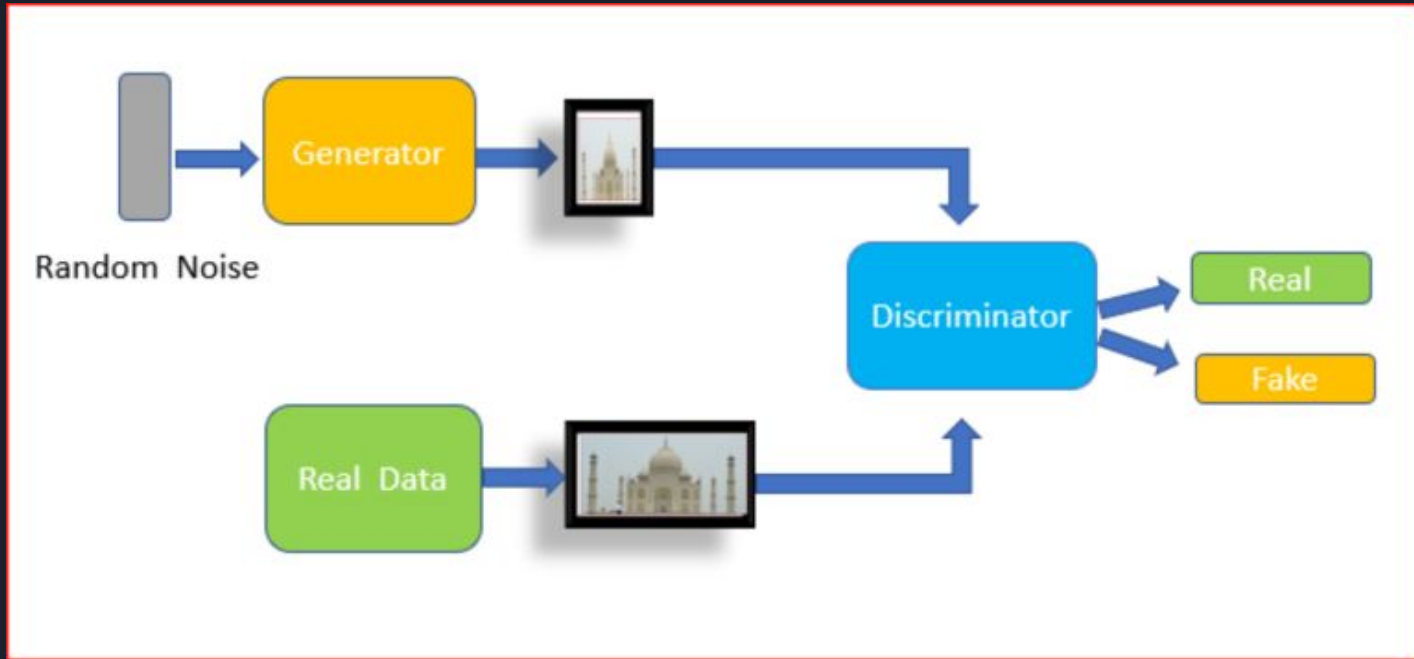 Generator
Random Noise
Real
Discriminator
Fake
Real Data